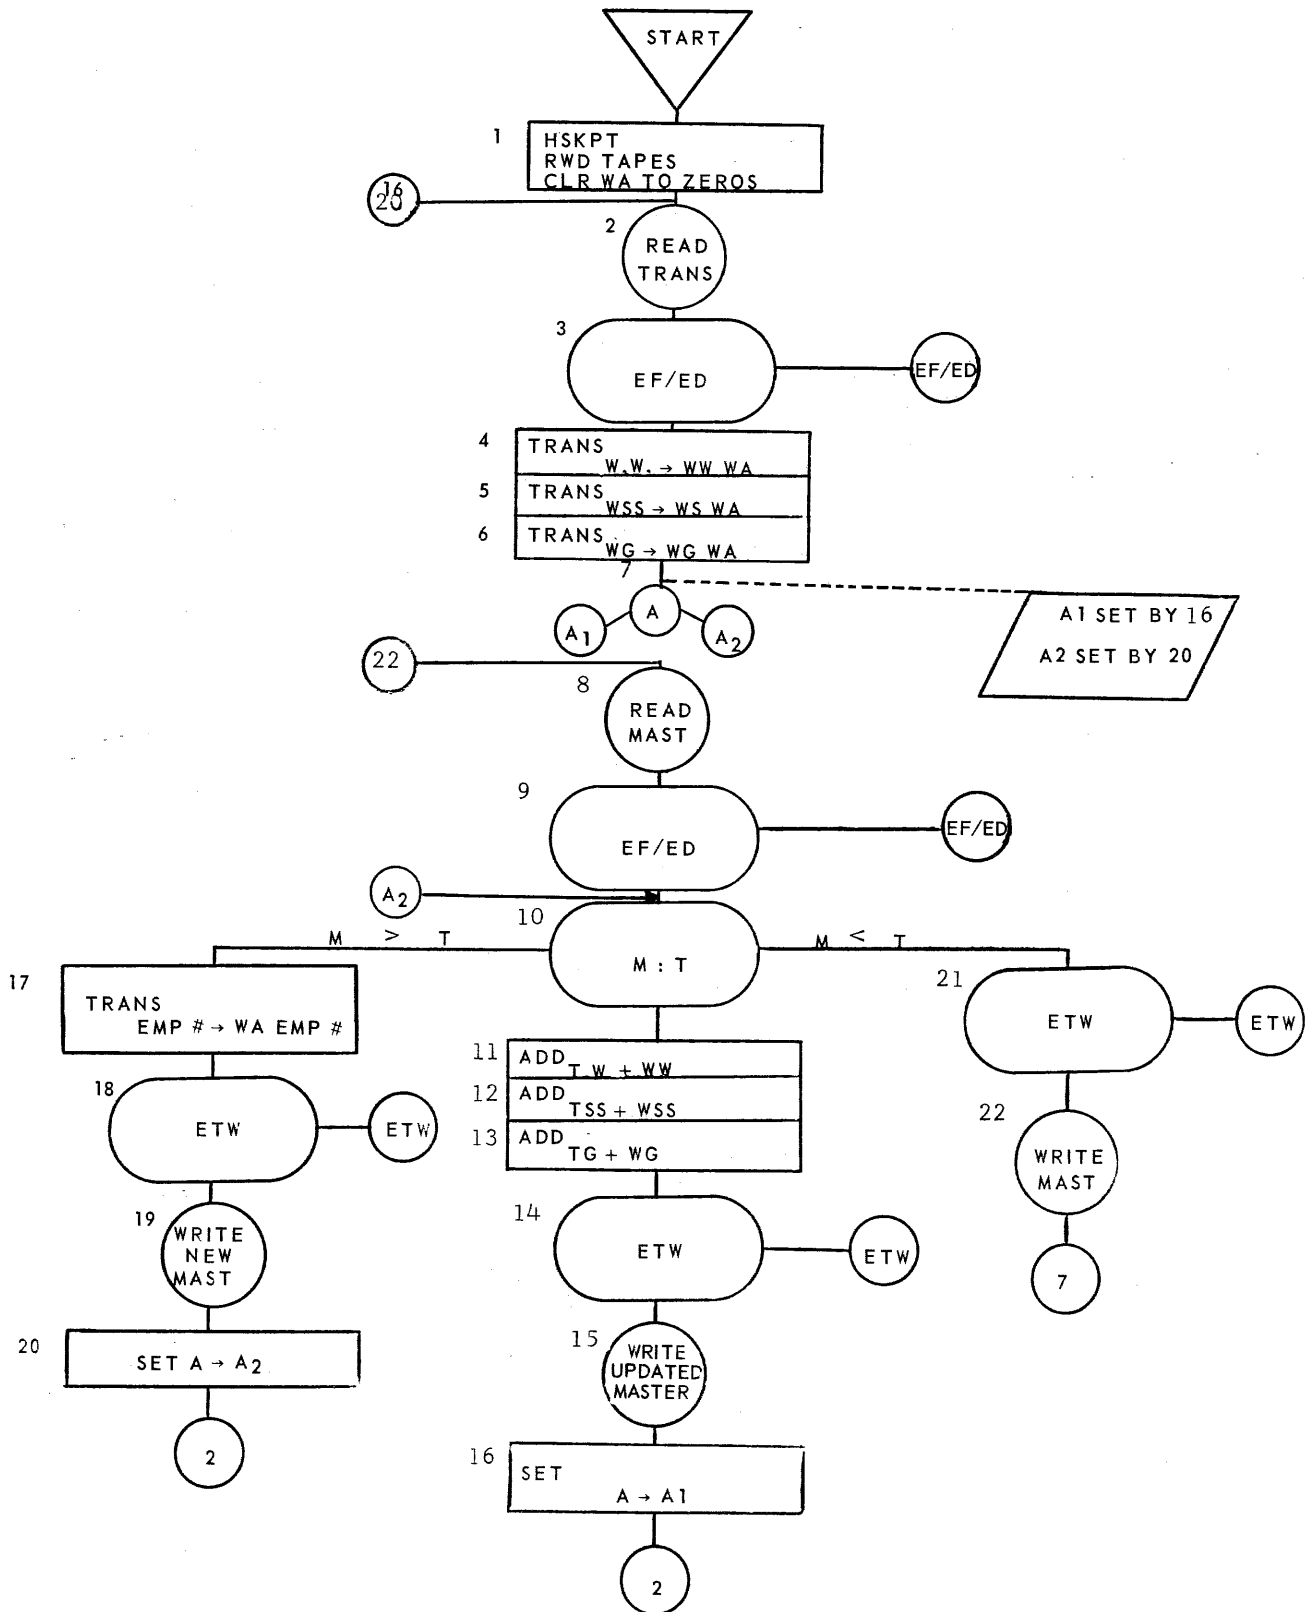 START
1
HSKPT
RWD TAPES
CLR WA TO ZEROS
16
20
2
READ
TRANS
3
EF/ED
EF/ED
4
TRANS
W.W. → WW WA
5
TRANS
WSS → WS WA
6
TRANS
WG → WG WA
7
A
A1
A2
A1 SET BY 16
A2 SET BY 20
22
8
READ
MAST
9
EF/ED
EF/ED
A2
10
M > T
M : T
M < T
17
TRANS
EMP # → WA EMP #
18
ETW
ETW
19
WRITE
NEW
MAST
20
SET A → A2
2
11
ADD
T W + WW
12
ADD
TSS + WSS
13
ADD
TG + WG
14
ETW
ETW
15
WRITE
UPDATED
MASTER
16
SET
A → A1
2
21
ETW
ETW
22
WRITE
MAST
7